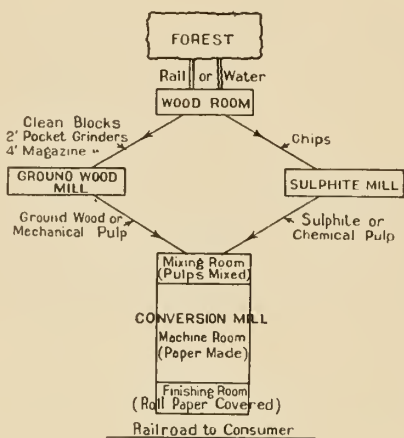 FOREST
Rail or Water
WOOD ROOM
Clean Blocks
2' Pocket Grinders
4' Magazine "
Chips
GROUND WOOD
MILL
SULPHITE MILL
Ground Wood or
Mechanical Pulp
Sulphite or
Chemical Pulp
Mixing Room
(Pulps Mixed)
CONVERSION MILL
Machine Room
(Paper Made)
Finishing Room
(Roll Paper Covered)
Railroad to Consumer